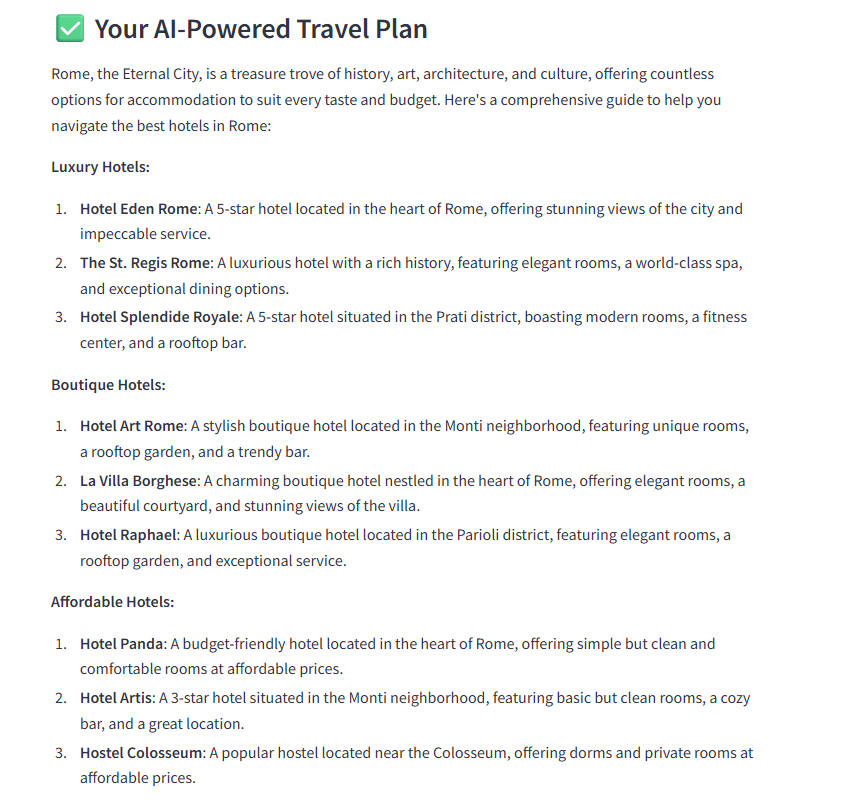 ✅ Your AI-Powered Travel Plan
Rome, the Eternal City, is a treasure trove of history, art, architecture, and culture, offering countless
options for accommodation to suit every taste and budget. Here's a comprehensive guide to help you
navigate the best hotels in Rome:
Luxury Hotels:
1. Hotel Eden Rome: A 5-star hotel located in the heart of Rome, offering stunning views of the city and
impeccable service.
2. The St. Regis Rome: A luxurious hotel with a rich history, featuring elegant rooms, a world-class spa,
and exceptional dining options.
3. Hotel Splendide Royale: A 5-star hotel situated in the Prati district, boasting modern rooms, a fitness
center, and a rooftop bar.
Boutique Hotels:
1. Hotel Art Rome: A stylish boutique hotel located in the Monti neighborhood, featuring unique rooms,
a rooftop garden, and a trendy bar.
2. La Villa Borghese: A charming boutique hotel nestled in the heart of Rome, offering elegant rooms, a
beautiful courtyard, and stunning views of the villa.
3. Hotel Raphael: A luxurious boutique hotel located in the Parioli district, featuring elegant rooms, a
rooftop garden, and exceptional service.
Affordable Hotels:
1. Hotel Panda: A budget-friendly hotel located in the heart of Rome, offering simple but clean and
comfortable rooms at affordable prices.
2. Hotel Artis: A 3-star hotel situated in the Monti neighborhood, featuring basic but clean rooms, a cozy
bar, and a great location.
3. Hostel Colosseum: A popular hostel located near the Colosseum, offering dorms and private rooms at
affordable prices.